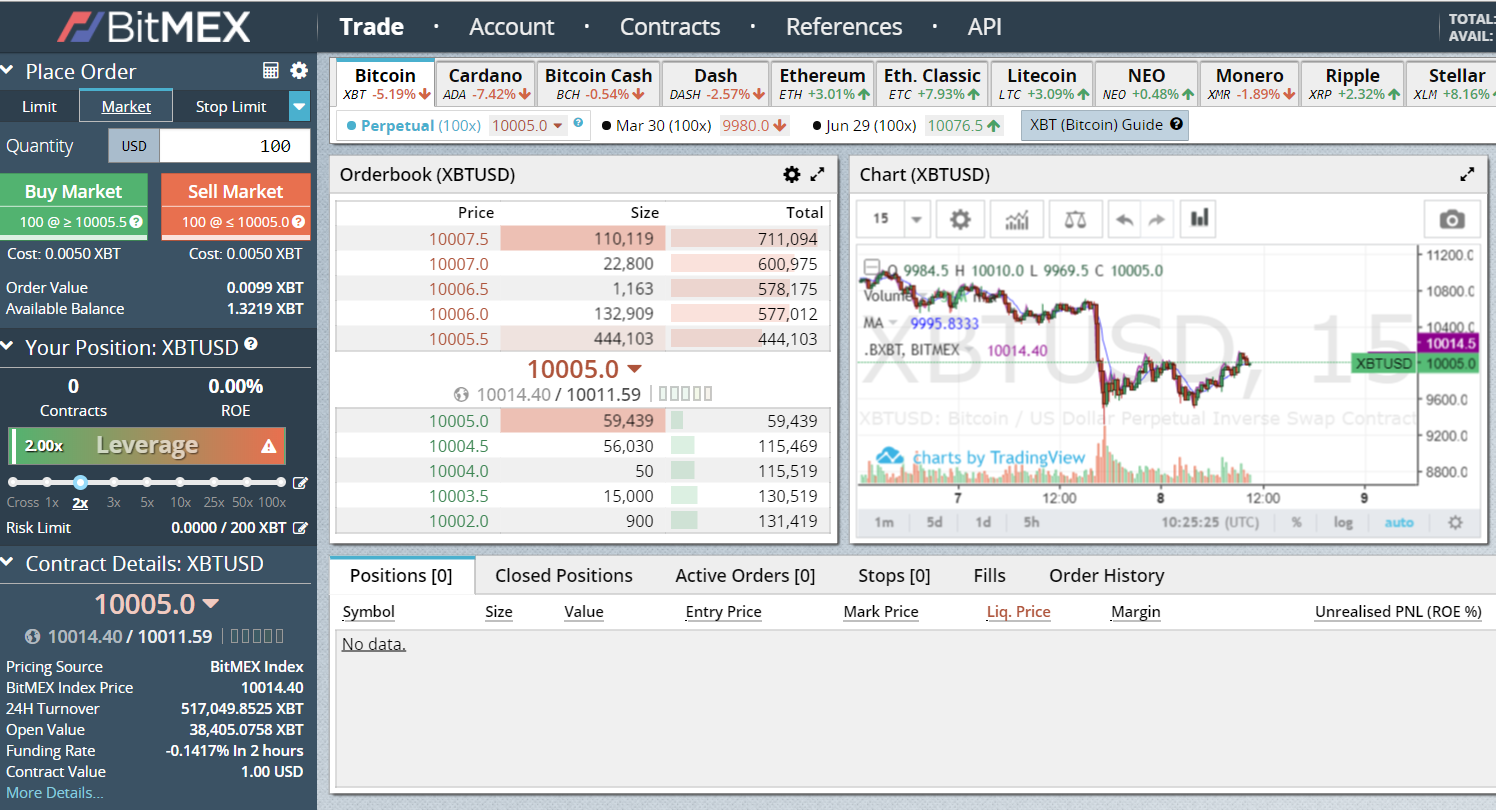 BitMEX
Trade · Account · Contracts · References · API
TOTAL:
AVAIL:
Place Order
Limit Market Stop Limit
Quantity USD 100
Buy Market Sell Market
100 @ ≥ 10005.5 ? 100 @ ≤ 10005.0 ?
Cost: 0.0050 XBT Cost: 0.0050 XBT
Order Value 0.0099 XBT
Available Balance 1.3219 XBT
Your Position: XBTUSD ?
0 0.00%
Contracts ROE
2.00x Leverage
Cross 1x 2x 3x 5x 10x 25x 50x 100x
Risk Limit 0.0000 / 200 XBT
Contract Details: XBTUSD
10005.0
10014.40 / 10011.59
Pricing Source BitMEX Index
BitMEX Index Price 10014.40
24H Turnover 517,049.8525 XBT
Open Value 38,405.0758 XBT
Funding Rate -0.1417% In 2 hours
Contract Value 1.00 USD
More Details...
Bitcoin Cardano Bitcoin Cash Dash Ethereum Eth. Classic Litecoin NEO Monero Ripple Stellar
XBT -5.19% ADA -7.42% BCH -0.54% DASH -2.57% ETH +3.01% ETC +7.93% LTC +3.09% NEO +0.48% XMR -1.89% XRP +2.32% XLM +8.16%
Perpetual (100x) 10005.0 ? Mar 30 (100x) 9980.0 Jun 29 (100x) 10076.5 XBT (Bitcoin) Guide ?
Orderbook (XBTUSD)
Price Size Total
10007.5 110,119 711,094
10007.0 22,800 600,975
10006.5 1,163 578,175
10006.0 132,909 577,012
10005.5 444,103 444,103
10005.0
10014.40 / 10011.59
10005.0 59,439 59,439
10004.5 56,030 115,469
10004.0 50 115,519
10003.5 15,000 130,519
10002.0 900 131,419
Chart (XBTUSD)
15
O 9984.5 H 10010.0 L 9969.5 C 10005.0
Volume
MA 9995.8333
.BXBT, BITMEX 10014.40
XBTUSD, 15
XBTUSD: Bitcoin / US Dollar Perpetual Inverse Swap Contract
charts by TradingView
11200.0
10800.0
10400.0
10014.5
XBTUSD 10005.0
9600.0
9200.0
8800.0
7 12:00 8 12:00 9
1m 5d 1d 5h 10:25:25 (UTC) % log auto
Positions [0] Closed Positions Active Orders [0] Stops [0] Fills Order History
Symbol Size Value Entry Price Mark Price Liq. Price Margin Unrealised PNL (ROE %)
No data.